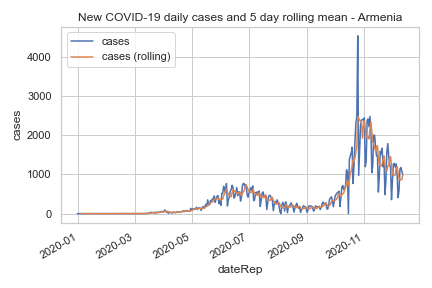 New COVID-19 daily cases and 5 day rolling mean - Armenia
cases
cases (rolling)
cases
4000
3000
2000
1000
0
2020-01
2020-03
2020-05
2020-07
2020-09
2020-11
dateRep